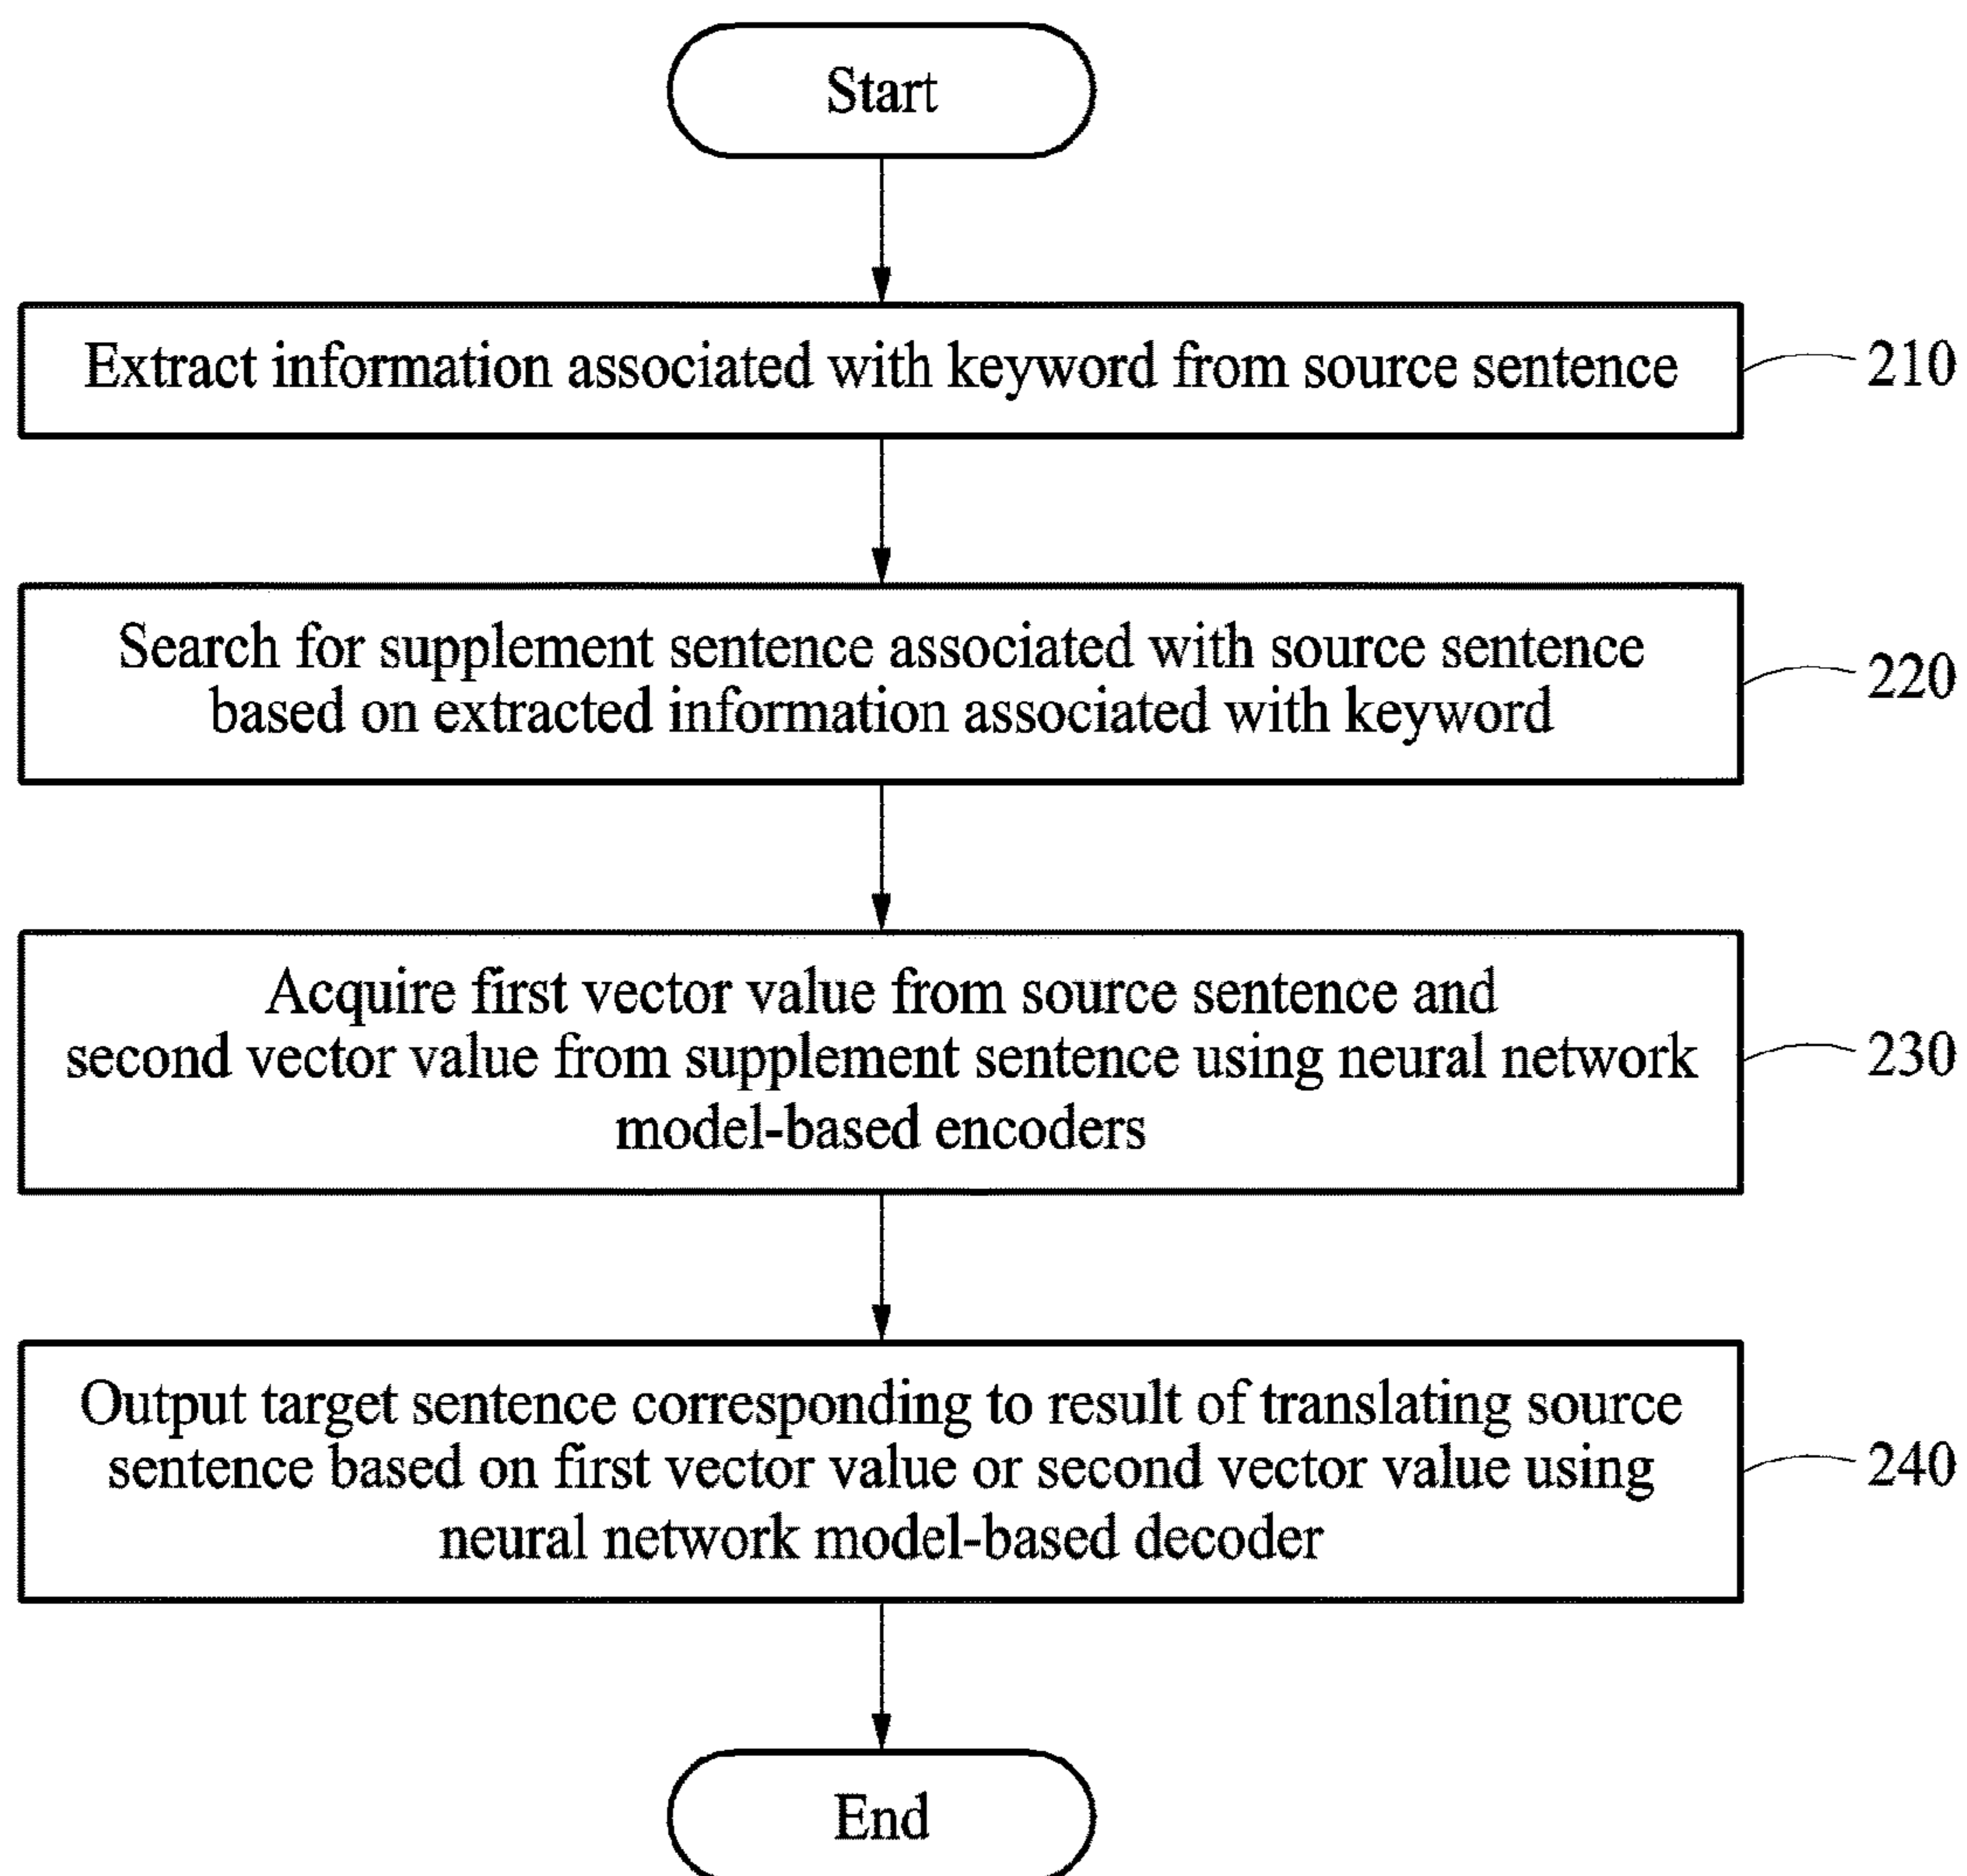 Start
Extract information associated with keyword from source sentence
210
Search for supplement sentence associated with source sentence
based on extracted information associated with keyword
220
Acquire first vector value from source sentence and
second vector value from supplement sentence using neural network
model-based encoders
230
Output target sentence corresponding to result of translating source
sentence based on first vector value or second vector value using
neural network model-based decoder
240
End